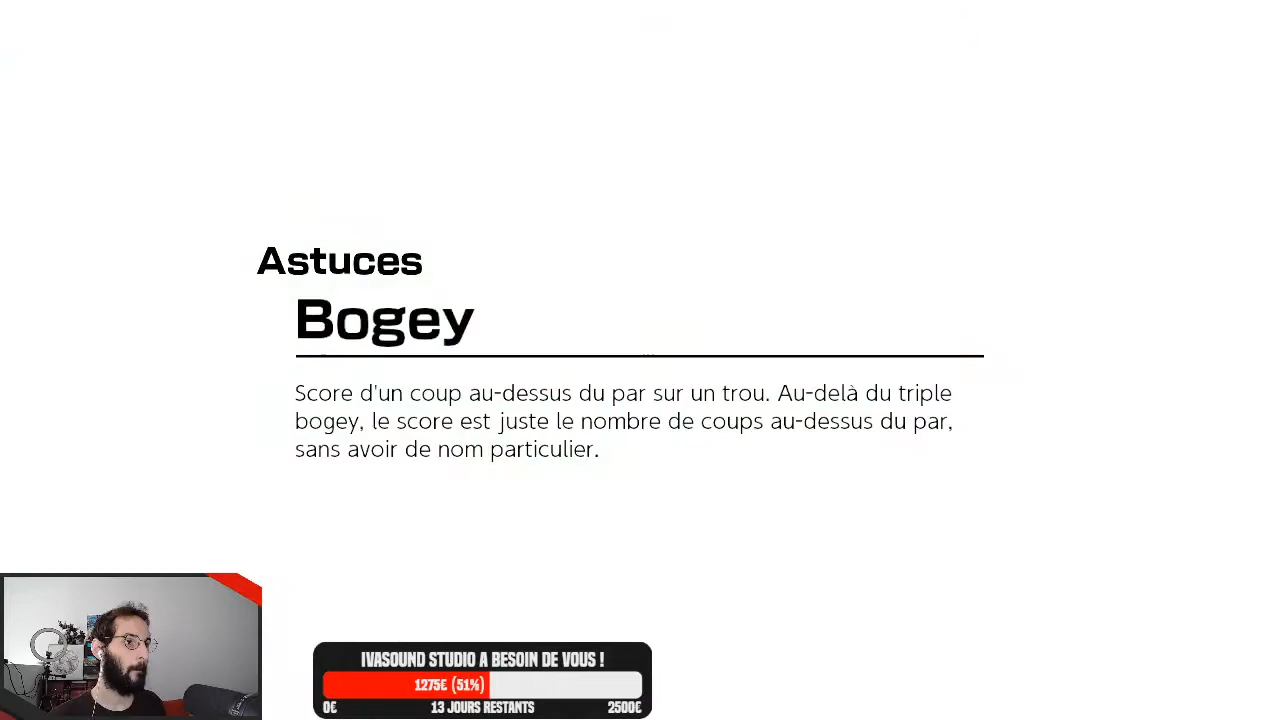 Astuces
Bogey
Score d'un coup au-dessus du par sur un trou. Au-delà du triple
bogey, le score est juste le nombre de coups au-dessus du par,
sans avoir de nom particulier.
IVASOUND STUDIO A BESOIN DE VOUS !
1275€ (51%)
0€ 13 JOURS RESTANTS 2500€